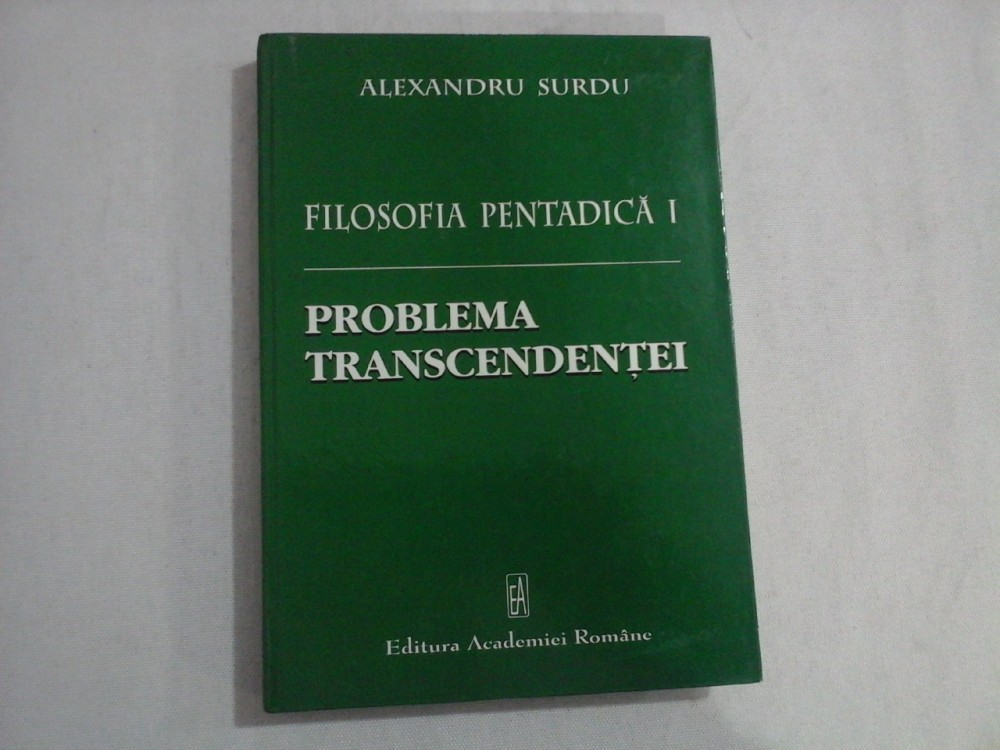 ALEXANDRU SURDU
FILOSOFIA PENTADICĂ I
PROBLEMA
TRANSCENDENȚEI
EA
Editura Academiei Române